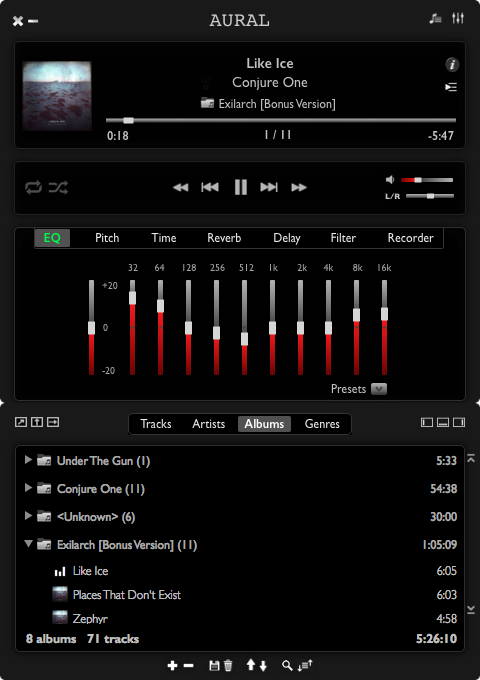 AURAL
Like Ice
Conjure One
Exilarch [Bonus Version]
0:18 1 / 11 -5:47
L/R
EQ Pitch Time Reverb Delay Filter Recorder
32 64 128 256 512 1k 2k 4k 8k 16k
+20
0
-20
Presets
Tracks Artists Albums Genres
Under The Gun (1) 5:33
Conjure One (11) 54:38
<Unknown> (6) 30:00
Exilarch [Bonus Version] (11) 1:05:09
Like Ice 6:05
Places That Don't Exist 6:03
Zephyr 4:58
8 albums 71 tracks 5:26:10